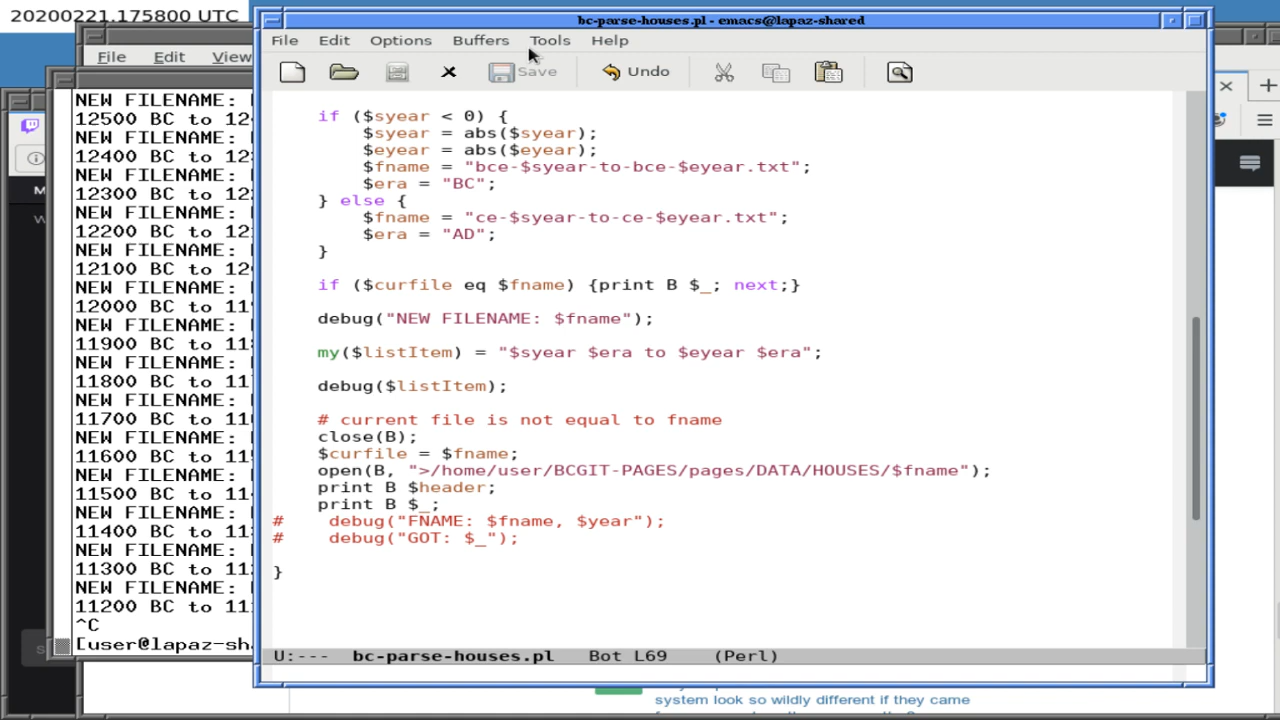 20200221.175800 UTC
bc-parse-houses.pl - emacs@lapaz-shared
File Edit View
File Edit Options Buffers Tools Help
Save Undo
NEW FILENAME:
12500 BC to
NEW FILENAME:
12400 BC to
NEW FILENAME:
12300 BC to
NEW FILENAME:
12200 BC to
NEW FILENAME:
12100 BC to
NEW FILENAME:
12000 BC to
NEW FILENAME:
11900 BC to
NEW FILENAME:
11800 BC to
NEW FILENAME:
11700 BC to
NEW FILENAME:
11600 BC to
NEW FILENAME:
11500 BC to
NEW FILENAME:
11400 BC to
NEW FILENAME:
11300 BC to
NEW FILENAME:
11200 BC to
^C
[user@lapaz-sh
if ($syear < 0) {
$syear = abs($syear);
$eyear = abs($eyear);
$fname = "bce-$syear-to-bce-$eyear.txt";
$era = "BC";
} else {
$fname = "ce-$syear-to-ce-$eyear.txt";
$era = "AD";
}
if ($curfile eq $fname) {print B $_; next;}
debug("NEW FILENAME: $fname");
my($listItem) = "$syear $era to $eyear $era";
debug($listItem);
# current file is not equal to fname
close(B);
$curfile = $fname;
open(B, ">/home/user/BCGIT-PAGES/pages/DATA/HOUSES/$fname");
print B $header;
print B $_;
# debug("FNAME: $fname, $year");
# debug("GOT: $_");
}
U:--- bc-parse-houses.pl Bot L69 (Perl)
system look so wildly different if they came